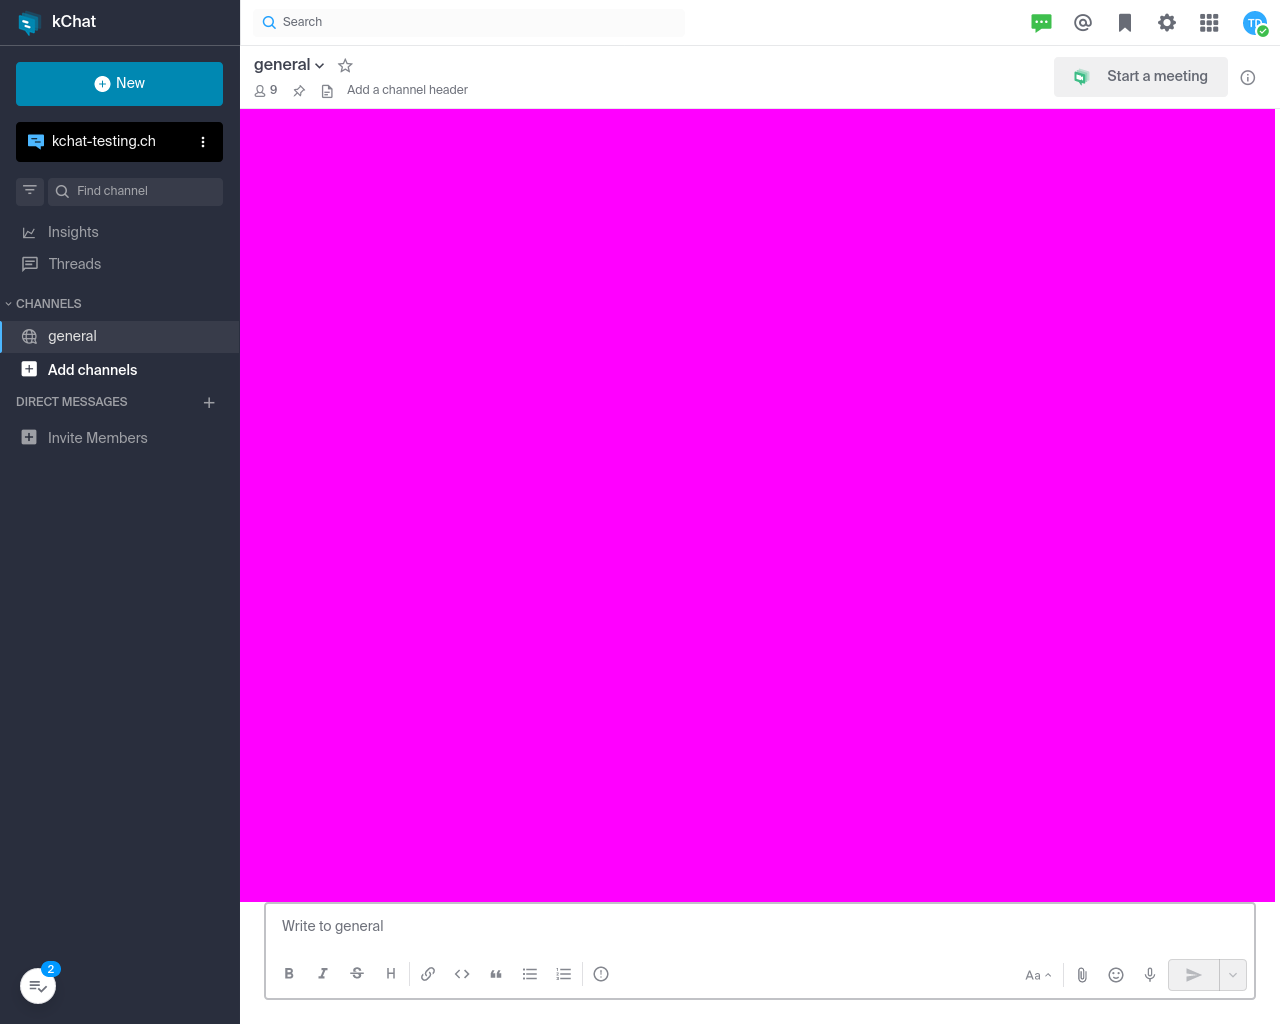 kChat
Search
TD
New
general
Start a meeting
9
Add a channel header
kchat-testing.ch
Find channel
Insights
Threads
CHANNELS
general
Add channels
DIRECT MESSAGES
Invite Members
Write to general
B I S H
Aa
2